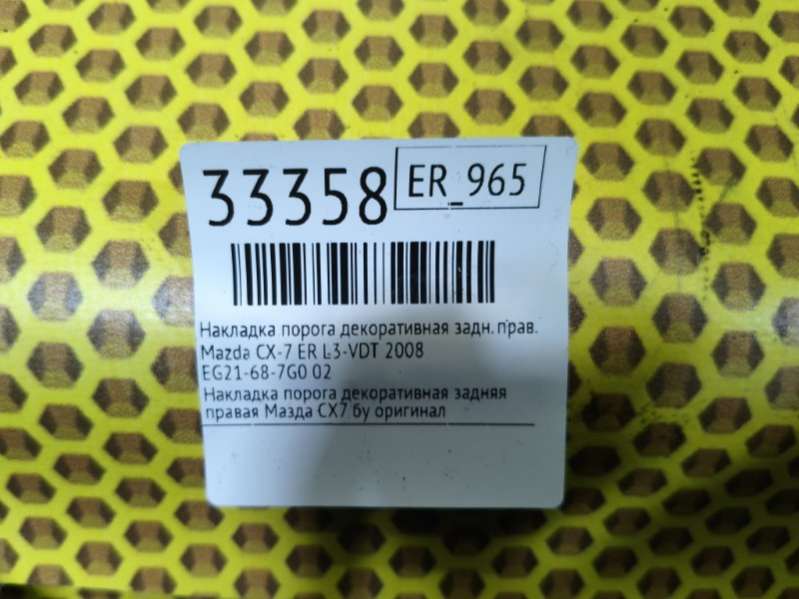 33358 ER_965
Накладка порога декоративная задн. прав.
Mazda CX-7 ER L3-VDT 2008
EG21-68-7G0 02
Накладка порога декоративная задняя
правая Мазда СХ7 бу оригинал